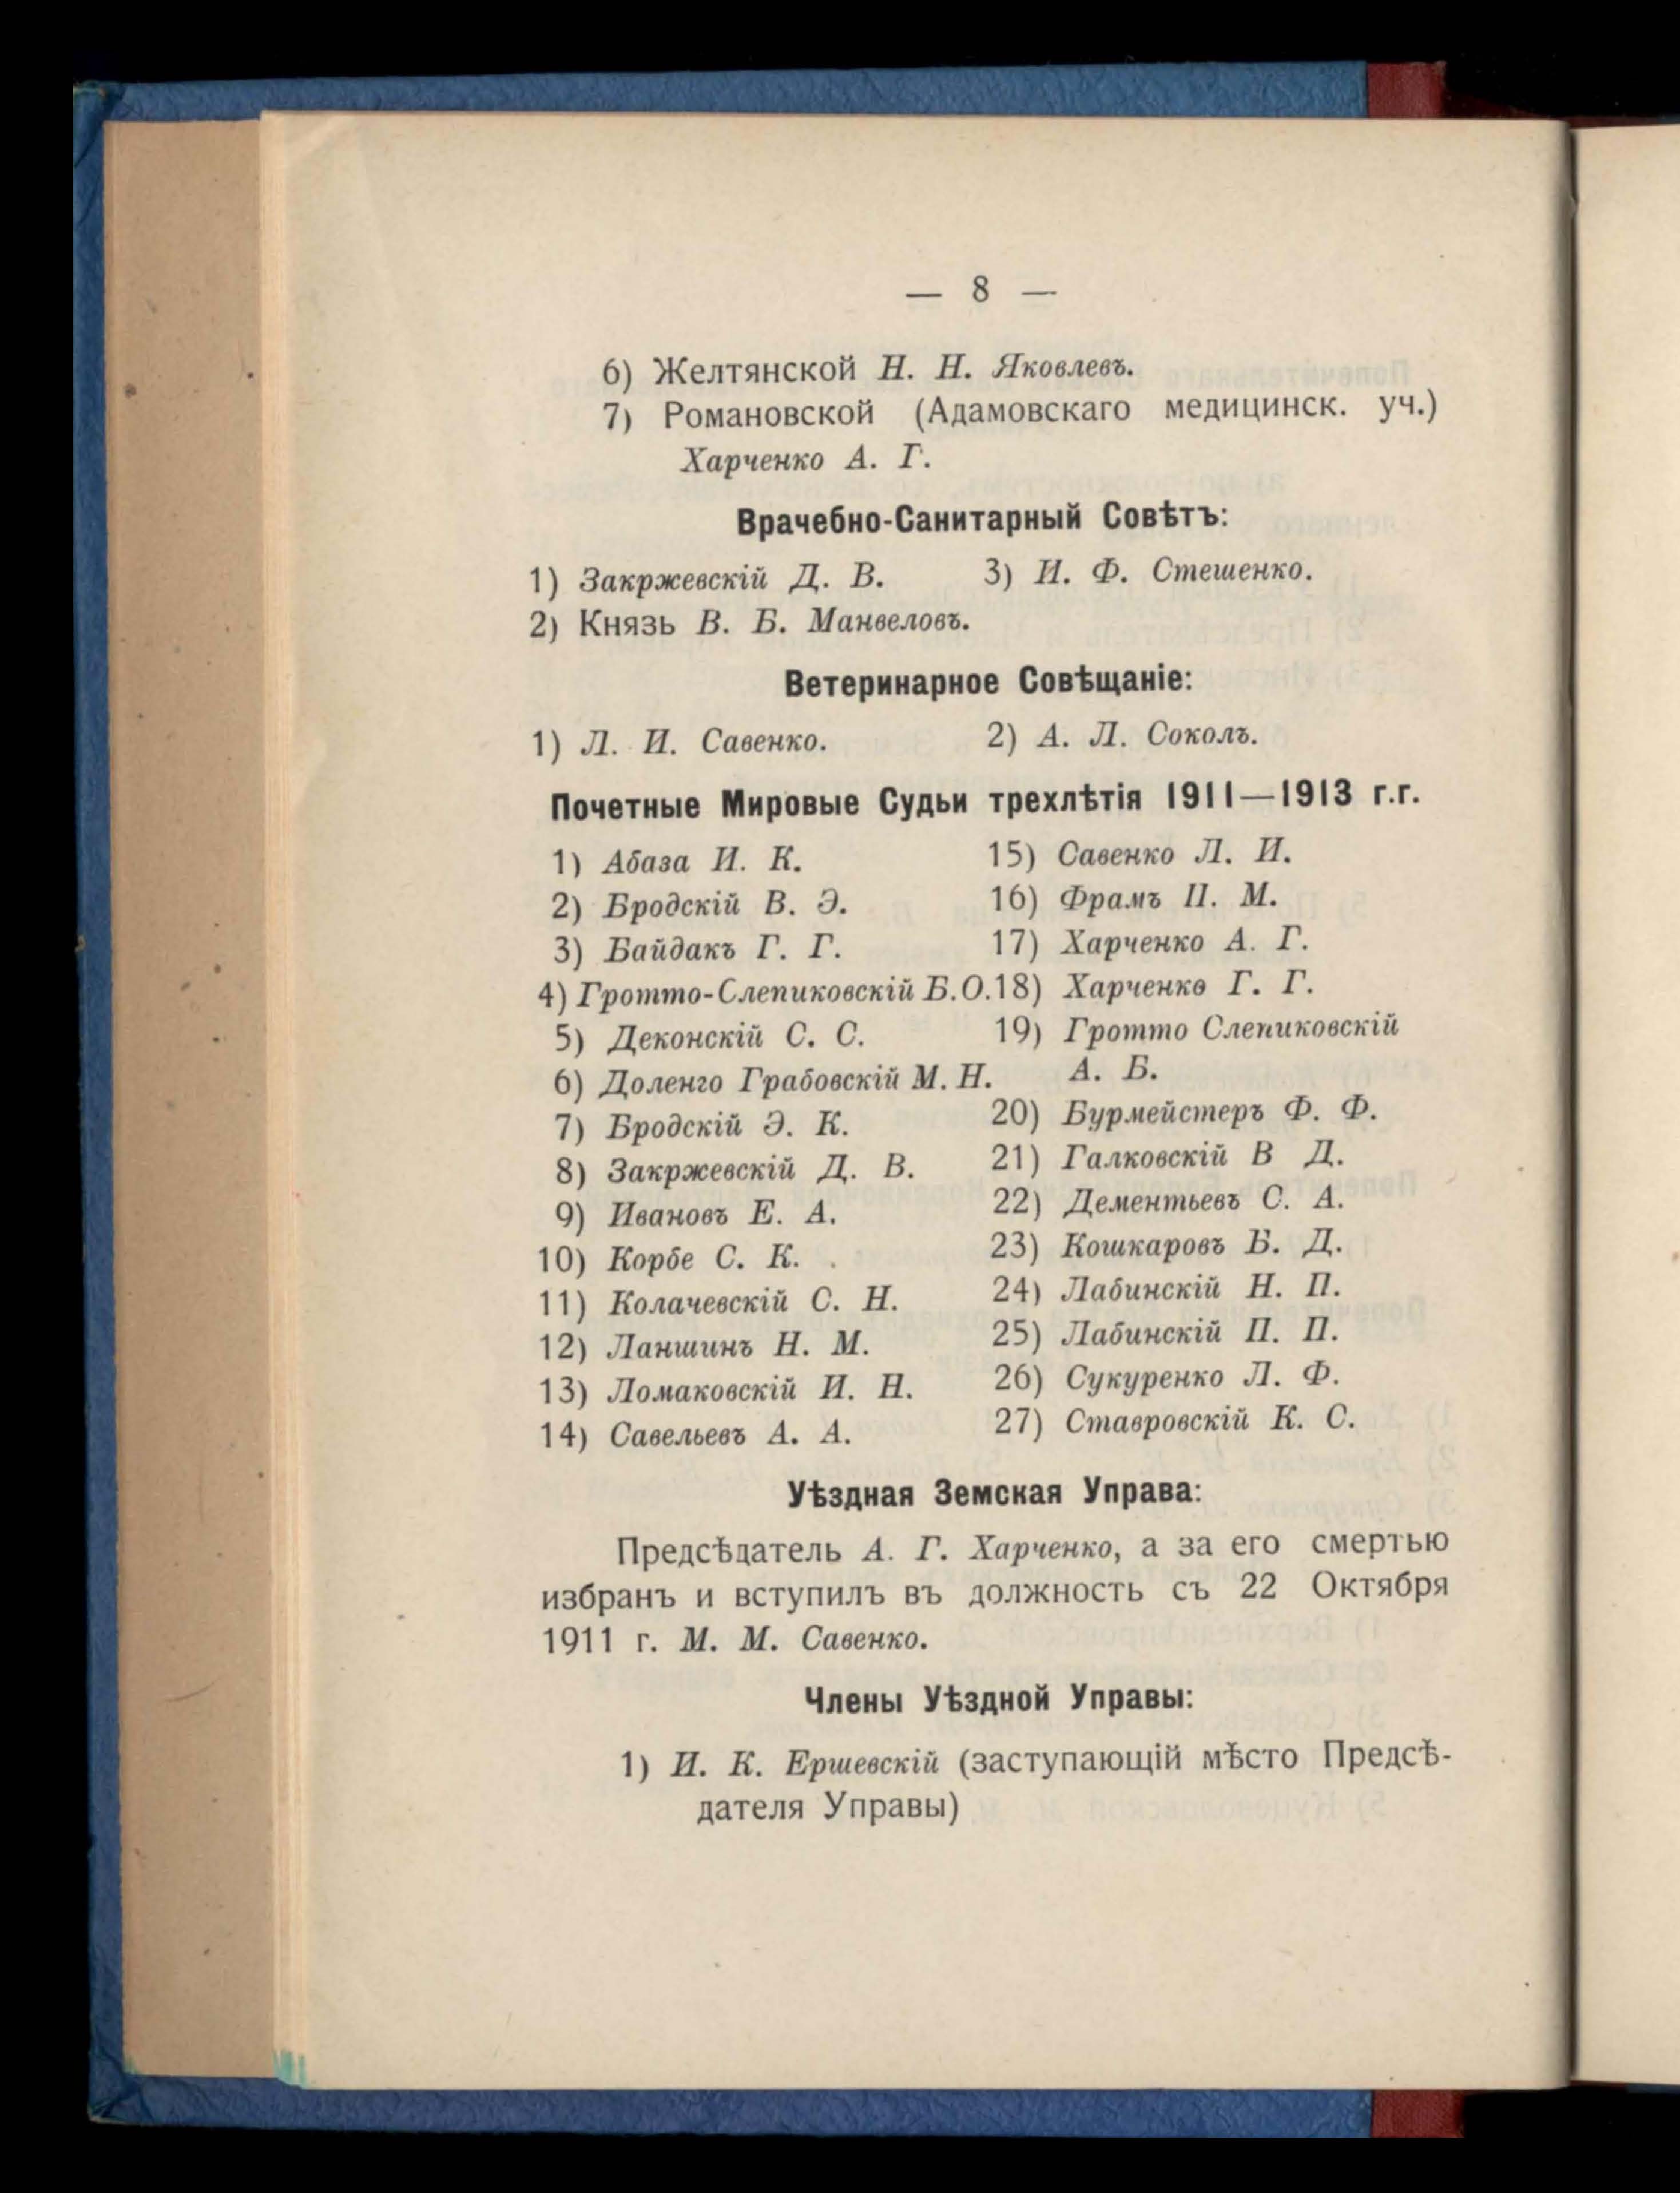 — 8 —
6) Желтянской Н. Н. Яковлевъ.
7) Романовской (Адамовскаго медицинск. уч.)
Харченко А. Г.
Врачебно-Санитарный Совѣтъ:
1) Закржевскій Д. В.
2) Князь В. Б. Манвеловъ.
3) И. Ф. Стешенко.
Ветеринарное Совѣщаніе:
1) Л. И. Савенко.
2) А. Л. Соколъ.
Почетные Мировые Судьи трехлѣтія 1911—1913 г.г.
1) Абаза И. К.
2) Бродскій В. Э.
3) Байдакъ Г. Г.
4) Гротто-Слепиковскій Б. О.
5) Деконскій С. С.
6) Доленго Грабовскій М. Н.
7) Бродскій Э. К.
8) Закржевскій Д. В.
9) Ивановъ Е. А.
10) Корбе С. К.
11) Колачевскій С. Н.
12) Ланшинъ Н. М.
13) Ломаковскій И. Н.
14) Савельевъ А. А.
15) Савенко Л. И.
16) Фрамъ П. М.
17) Харченко А. Г.
18) Харченко Г. Г.
19) Гротто Слепиковскій
А. Б.
20) Бурмейстеръ Ф. Ф.
21) Галковскій В Д.
22) Дементьевъ С. А.
23) Кошкаровъ Б. Д.
24) Лабинскій Н. П.
25) Лабинскій П. П.
26) Сукуренко Л. Ф.
27) Ставровскій К. С.
Уѣздная Земская Управа:
Предсѣдатель А. Г. Харченко, а за его смертью
избранъ и вступилъ въ должность съ 22 Октября
1911 г. М. М. Савенко.
Члены Уѣздной Управы:
1) И. К. Ершевскій (заступающій мѣсто Предсѣ-
дателя Управы)